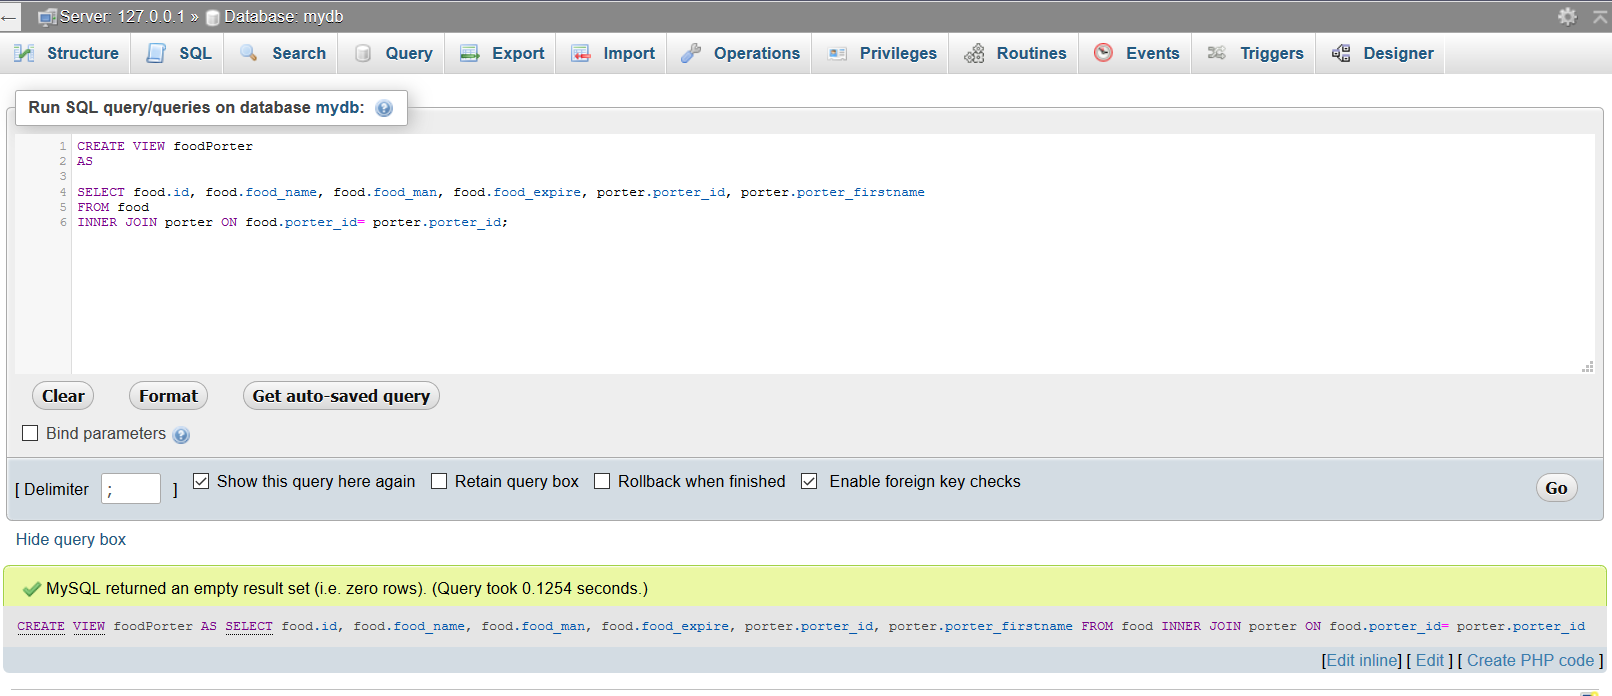 Server: 127.0.0.1 » Database: mydb
Structure SQL Search Query Export Import Operations Privileges Routines Events Triggers Designer
Run SQL query/queries on database mydb:
1 CREATE VIEW foodPorter
2 AS
3
4 SELECT food.id, food.food_name, food.food_man, food.food_expire, porter.porter_id, porter.porter_firstname
5 FROM food
6 INNER JOIN porter ON food.porter_id= porter.porter_id;
Clear Format Get auto-saved query
Bind parameters
[ Delimiter ; ] Show this query here again Retain query box Rollback when finished Enable foreign key checks Go
Hide query box
MySQL returned an empty result set (i.e. zero rows). (Query took 0.1254 seconds.)
CREATE VIEW foodPorter AS SELECT food.id, food.food_name, food.food_man, food.food_expire, porter.porter_id, porter.porter_firstname FROM food INNER JOIN porter ON food.porter_id= porter.porter_id
[Edit inline] [ Edit ] [ Create PHP code ]